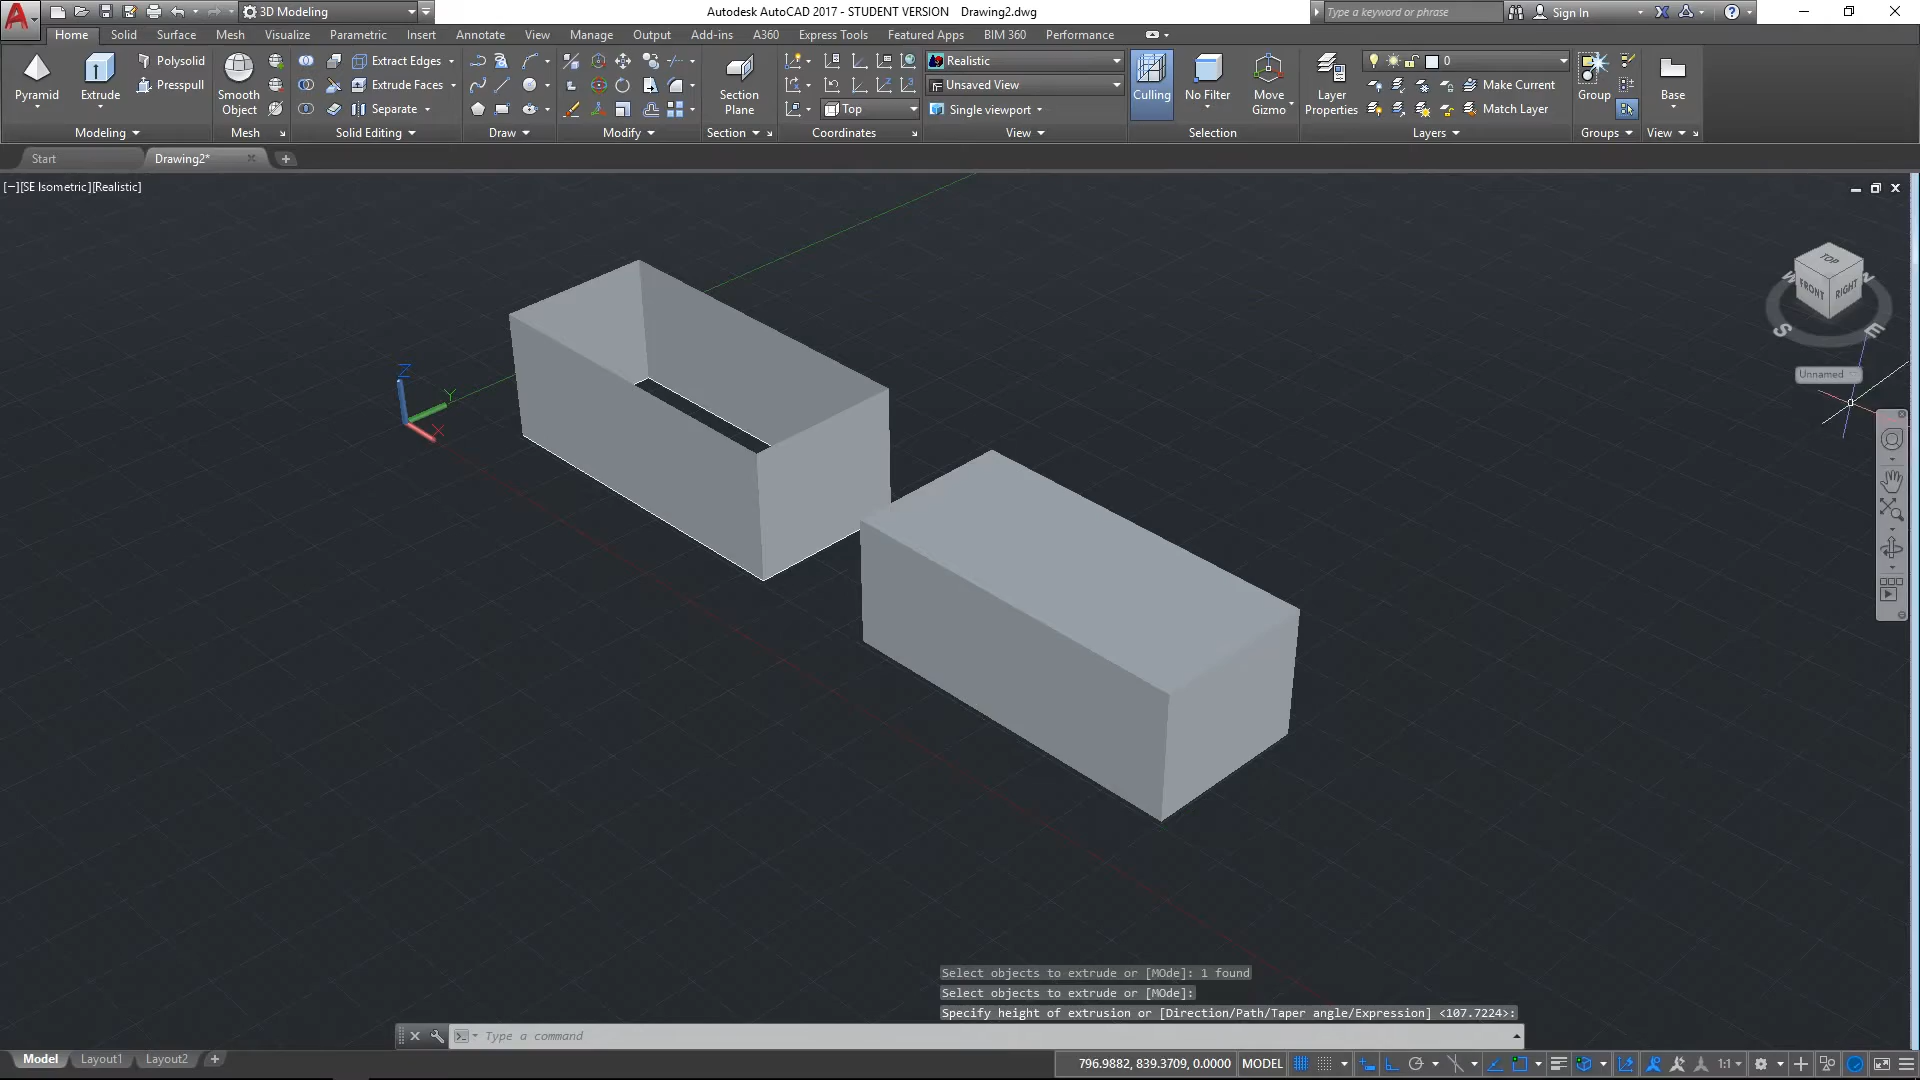 3D Modeling
Autodesk AutoCAD 2017 - STUDENT VERSION Drawing2.dwg
Type a keyword or phrase
Sign In
Home Solid Surface Mesh Visualize Parametric Insert Annotate View Manage Output Add-ins A360 Express Tools Featured Apps BIM 360 Performance
Polysolid Extract Edges Realistic 0
Presspull Extrude Faces Unsaved View Make Current
Pyramid Extrude Smooth Object Separate Section Plane Top Single viewport Culling No Filter Move Gizmo Layer Properties Match Layer Group Base
Modeling Mesh Solid Editing Draw Modify Section Coordinates View Selection Layers Groups View
Start Drawing2*
[−][SE Isometric][Realistic]
TOP
FRONT RIGHT
W N
S E
Unnamed
Z
Y
X
Select objects to extrude or [MOde]: 1 found
Select objects to extrude or [MOde]:
Specify height of extrusion or [Direction/Path/Taper angle/Expression] <107.7224>:
Type a command
Model Layout1 Layout2
796.9882, 839.3709, 0.0000 MODEL 1:1